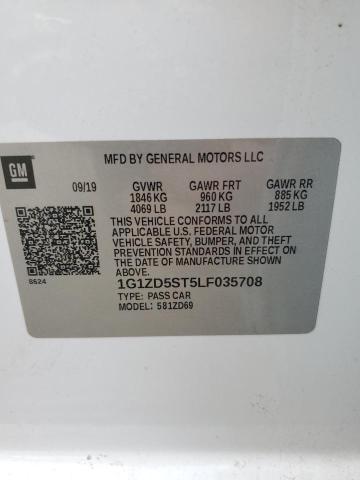 GM
MFD BY GENERAL MOTORS LLC
09/19 GVWR GAWR FRT GAWR RR
1846 KG 960 KG 885 KG
4069 LB 2117 LB 1952 LB
THIS VEHICLE CONFORMS TO ALL
APPLICABLE U.S. FEDERAL MOTOR
VEHICLE SAFETY, BUMPER, AND THEFT
PREVENTION STANDARDS IN EFFECT ON
THE DATE OF MANUFACTURE SHOWN ABOVE.
8624
1G1ZD5ST5LF035708
TYPE: PASS CAR
MODEL: 581ZD69